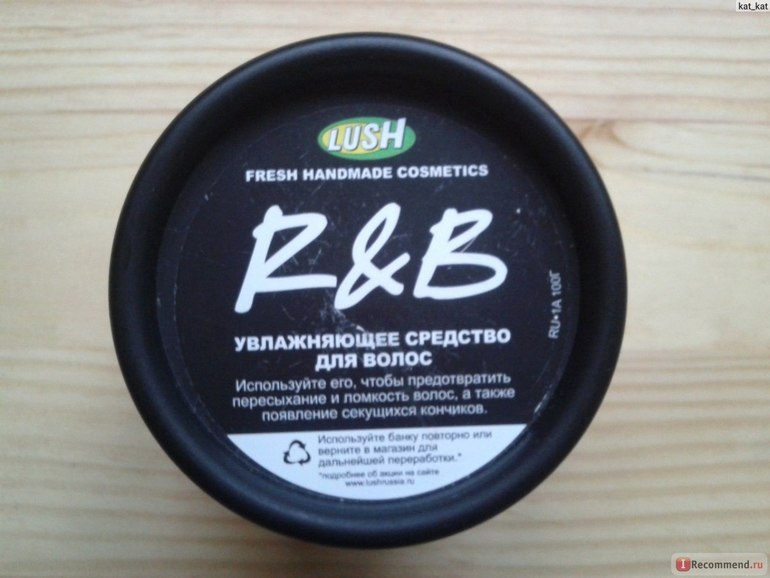 kat_kat
LUSH
FRESH HANDMADE COSMETICS
R&B
RU•1A 100Г
УВЛАЖНЯЮЩЕЕ СРЕДСТВО
ДЛЯ ВОЛОС
Используйте его, чтобы предотвратить
пересыхание и ломкость волос, а также
появление секущихся кончиков.
Используйте банку повторно или
верните в магазин для
дальнейшей переработки.*
*подробнее об акции на сайте
www.lushrussia.ru
IRecommend.ru